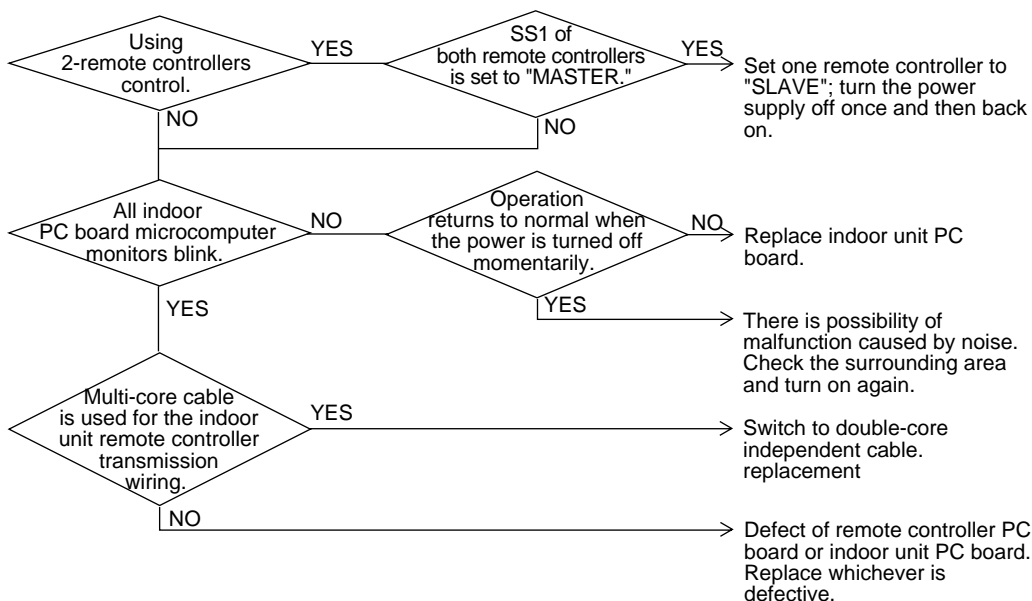 Using
2-remote controllers
control.
YES
SS1 of
both remote controllers
is set to "MASTER."
YES
Set one remote controller to
"SLAVE"; turn the power
supply off once and then back
on.
NO
NO
All indoor
PC board microcomputer
monitors blink.
NO
Operation
returns to normal when
the power is turned off
momentarily.
NO
Replace indoor unit PC
board.
YES
YES
There is possibility of
malfunction caused by noise.
Check the surrounding area
and turn on again.
Multi-core cable
is used for the indoor
unit remote controller
transmission
wiring.
YES
Switch to double-core
independent cable.
replacement
NO
Defect of remote controller PC
board or indoor unit PC board.
Replace whichever is
defective.